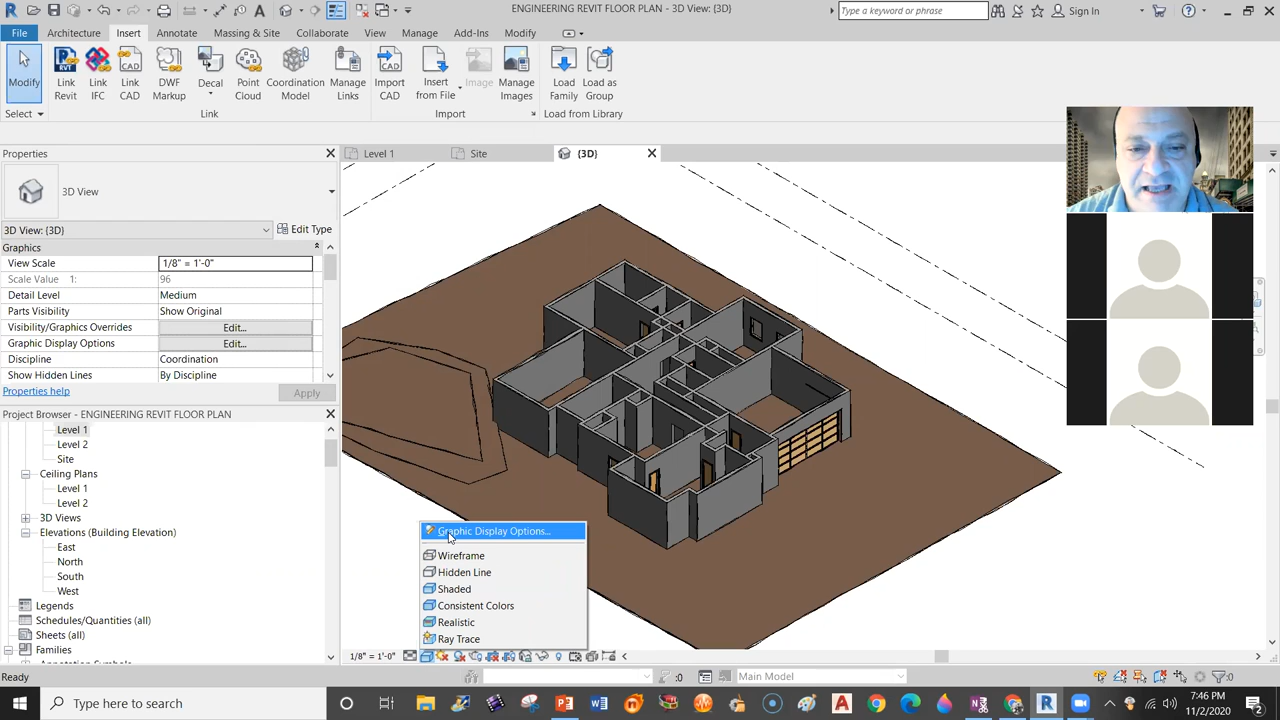 ENGINEERING REVIT FLOOR PLAN - 3D View: {3D}
Type a keyword or phrase
Sign In
File Architecture Insert Annotate Massing & Site Collaborate View Manage Add-Ins Modify
Modify
Link Revit
Link IFC
Link CAD
DWF Markup
Decal
Point Cloud
Coordination Model
Manage Links
Import CAD
Insert from File
Image
Manage Images
Load Family
Load as Group
Select
Link
Import
Load from Library
Properties
Level 1
Site
{3D}
3D View
3D View: {3D}
Edit Type
Graphics
View Scale 1/8" = 1'-0"
Scale Value 1: 96
Detail Level Medium
Parts Visibility Show Original
Visibility/Graphics Overrides Edit...
Graphic Display Options Edit...
Discipline Coordination
Show Hidden Lines By Discipline
Properties help
Apply
Project Browser - ENGINEERING REVIT FLOOR PLAN
Level 1
Level 2
Site
Ceiling Plans
Level 1
Level 2
3D Views
Elevations (Building Elevation)
East
North
South
West
Legends
Schedules/Quantities (all)
Sheets (all)
Families
Graphic Display Options...
Wireframe
Hidden Line
Shaded
Consistent Colors
Realistic
Ray Trace
1/8" = 1'-0"
Ready
:0
Main Model
:0
Type here to search
7:46 PM
11/2/2020
2